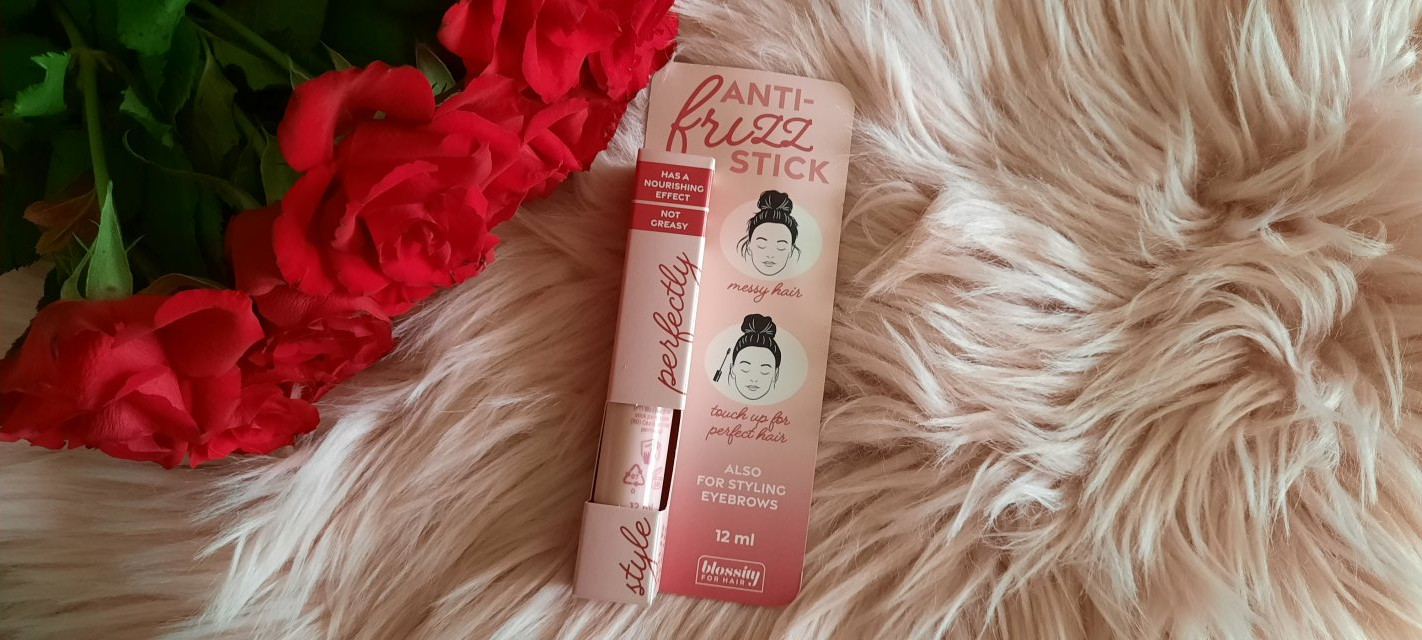 ANTI-
frizz
STICK
HAS A
NOURISHING
EFFECT
NOT
GREASY
perfectly
style
messy hair
touch up for
perfect hair
ALSO
FOR STYLING
EYEBROWS
12 ml
blossity
FOR HAIR